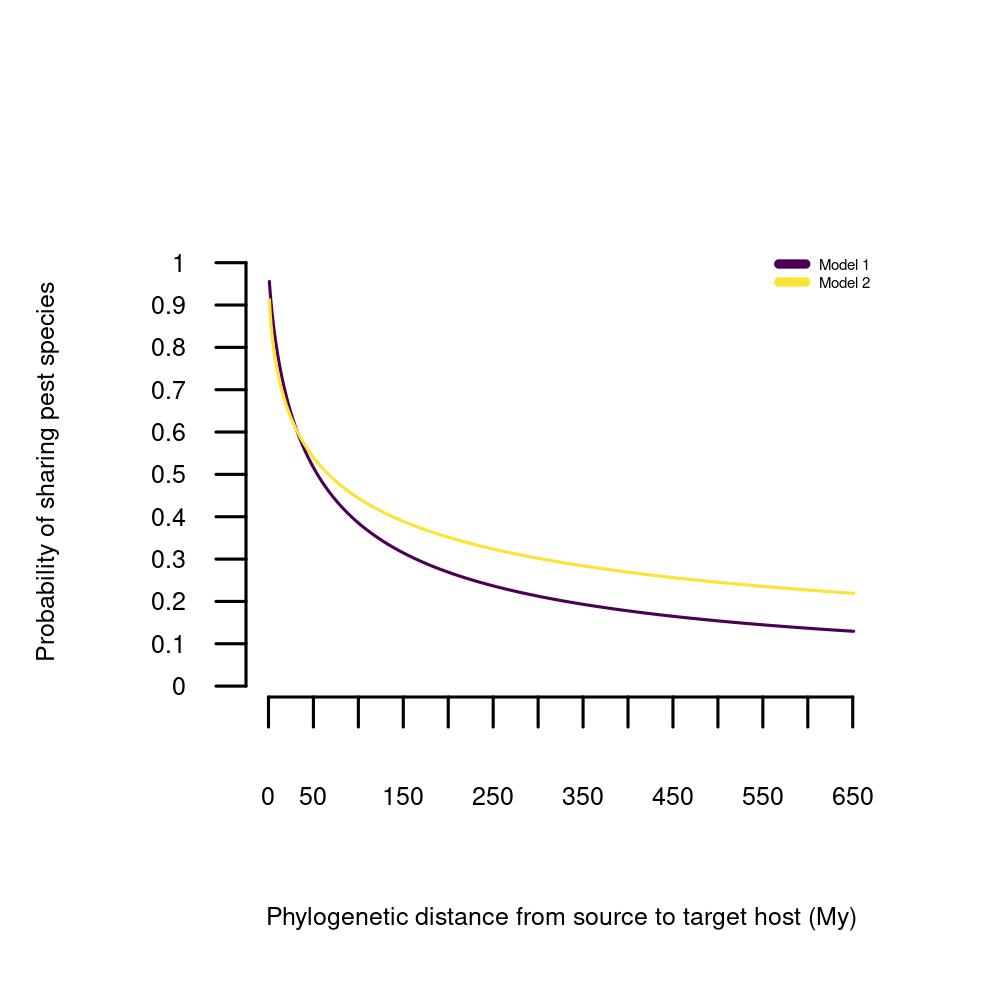 Model 1
Model 2
Probability of sharing pest species
1
0.9
0.8
0.7
0.6
0.5
0.4
0.3
0.2
0.1
0
0 50 150 250 350 450 550 650
Phylogenetic distance from source to target host (My)